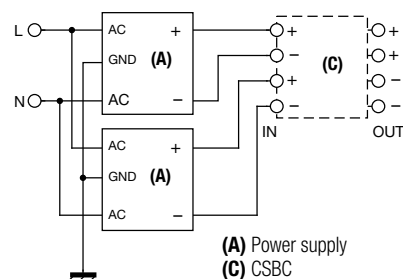 L
AC
+
+
+
GND
(A)
-
-
(C)
+
N
AC
-
+
-
-
-
AC
+
IN
OUT
GND
(A)
AC
-
(A) Power supply
(C) CSBC